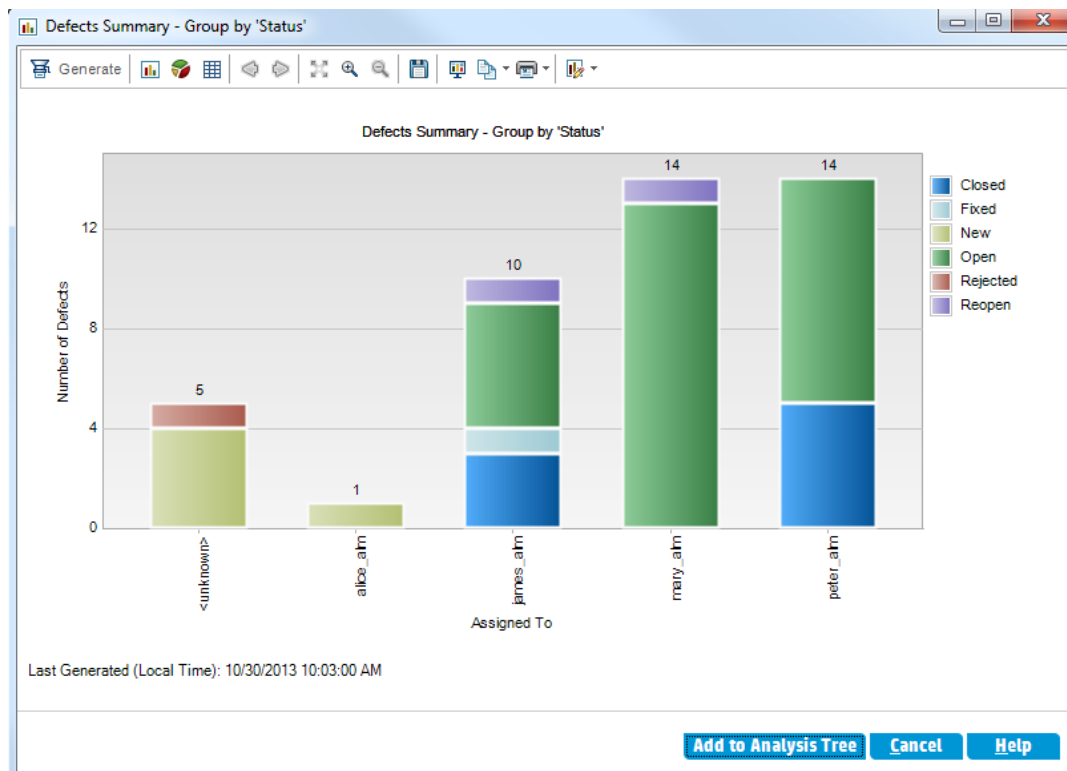 Defects Summary - Group by 'Status'
Generate
Defects Summary - Group by 'Status'
14
14
Closed
Fixed
New
Open
Rejected
Reopen
12
10
8
5
4
1
0
Number of Defects
<unknown>
alice_alm
james_alm
mary_alm
peter_alm
Assigned To
Last Generated (Local Time): 10/30/2013 10:03:00 AM
Add to Analysis Tree
Cancel
Help